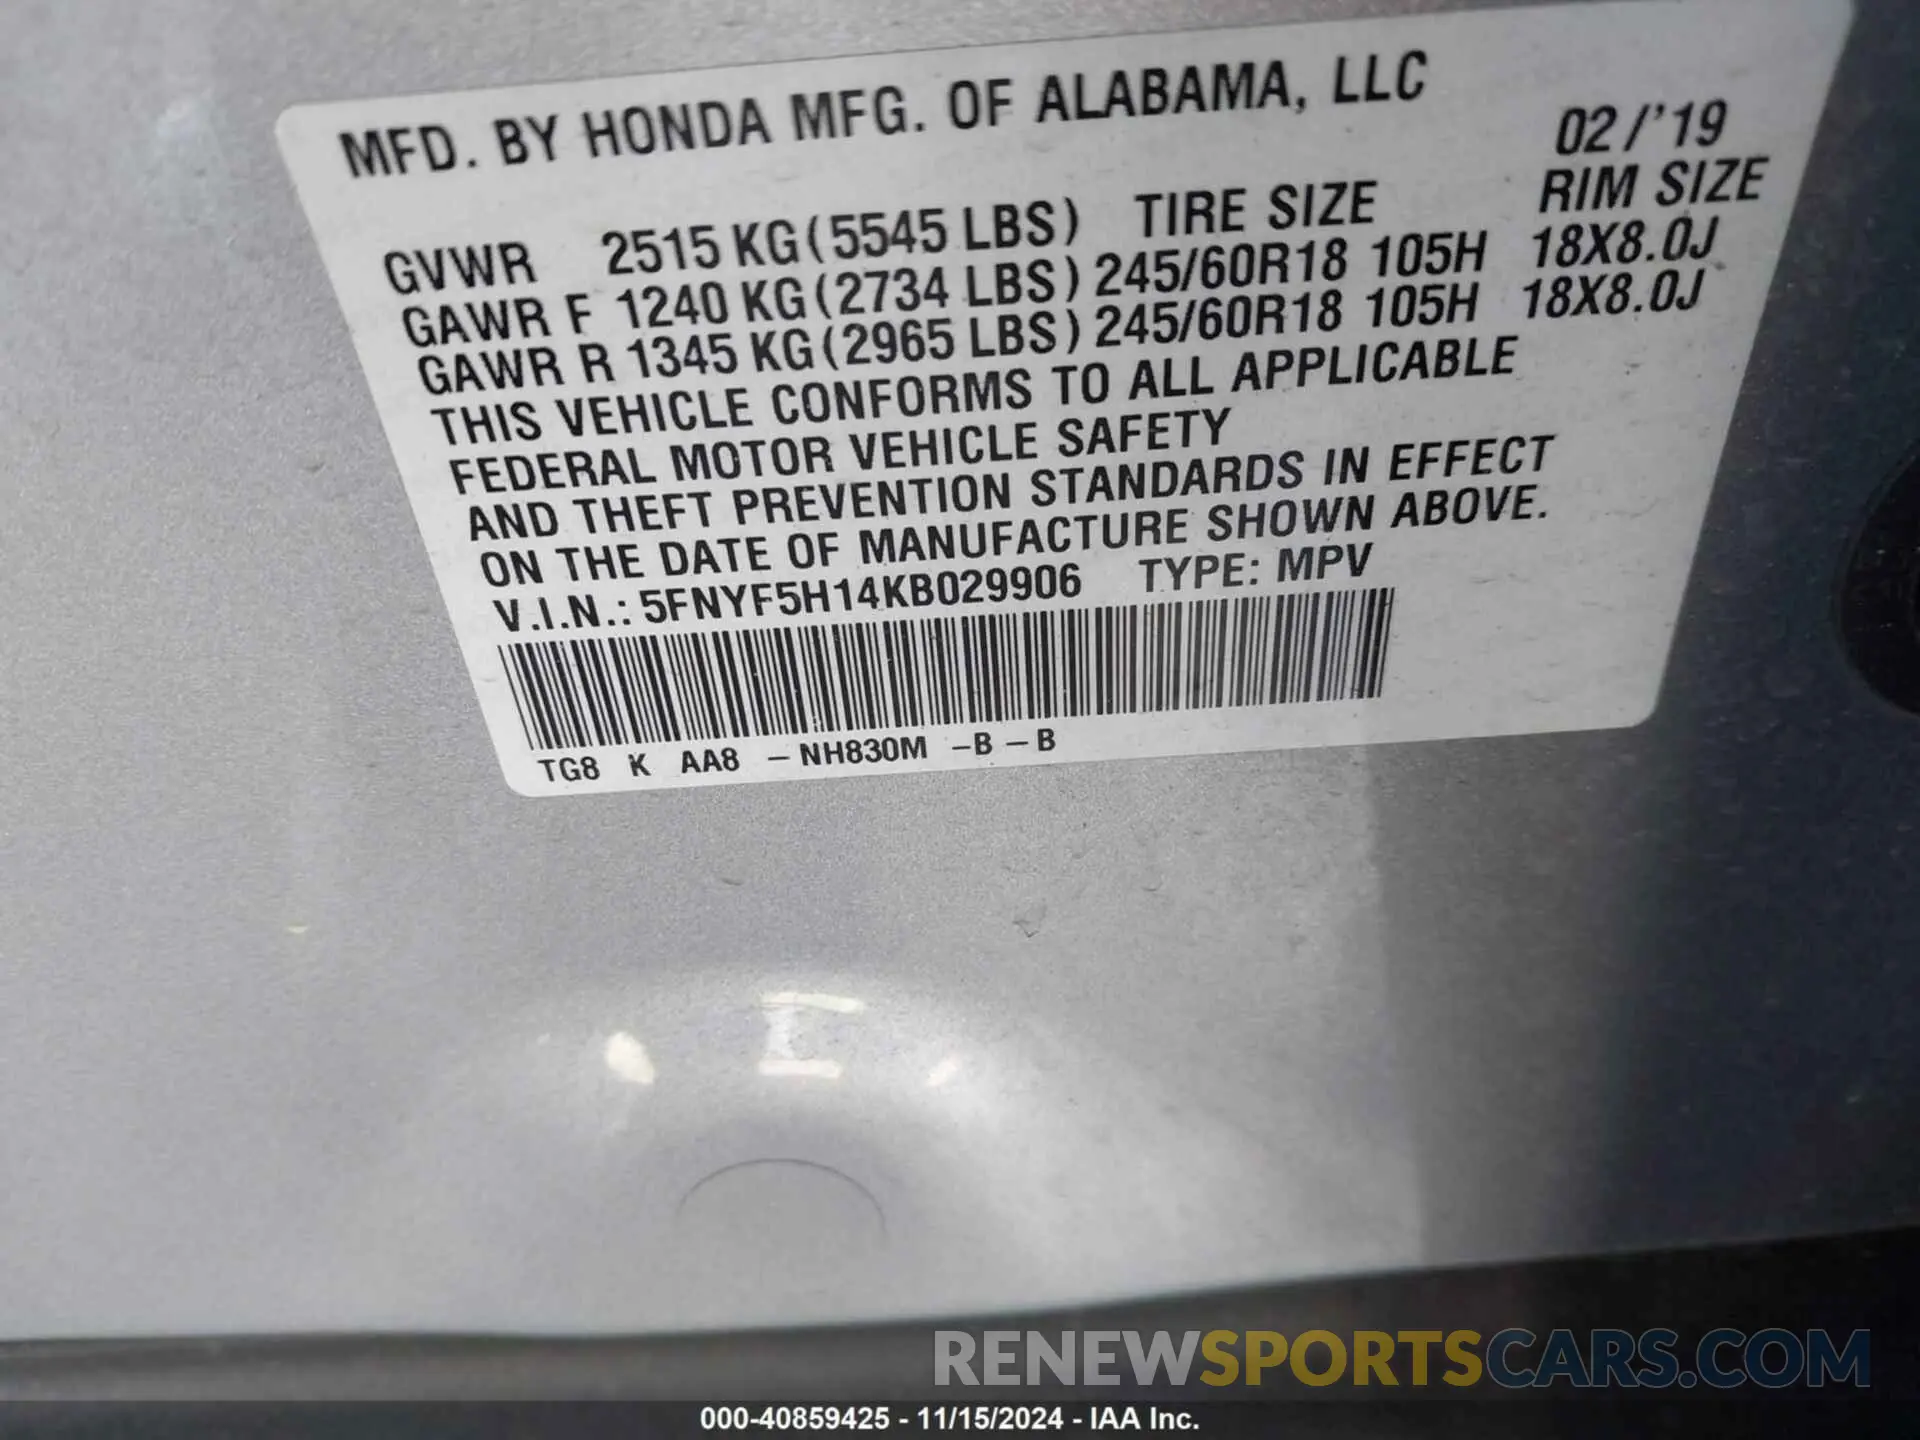 MFD. BY HONDA MFG. OF ALABAMA, LLC
02/'19
GVWR 2515 KG(5545 LBS) TIRE SIZE RIM SIZE
GAWR F 1240 KG(2734 LBS) 245/60R18 105H 18X8.0J
GAWR R 1345 KG(2965 LBS) 245/60R18 105H 18X8.0J
THIS VEHICLE CONFORMS TO ALL APPLICABLE
FEDERAL MOTOR VEHICLE SAFETY
AND THEFT PREVENTION STANDARDS IN EFFECT
ON THE DATE OF MANUFACTURE SHOWN ABOVE.
V.I.N.: 5FNYF5H14KB029906 TYPE: MPV
TG8 K AA8 -NH830M -B-B
RENEWSPORTSCARS.COM
000-40859425 - 11/15/2024 - IAA Inc.